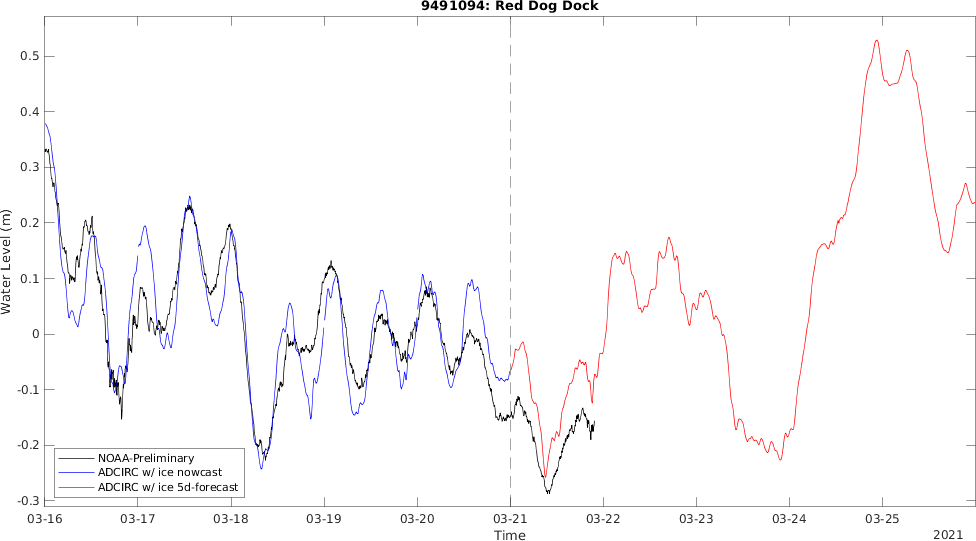 9491094: Red Dog Dock
Water Level (m)
0.5
0.4
0.3
0.2
0.1
0
-0.1
-0.2
-0.3
NOAA-Preliminary
ADCIRC w/ ice nowcast
ADCIRC w/ ice 5d-forecast
03-16 03-17 03-18 03-19 03-20 03-21 03-22 03-23 03-24 03-25
Time
2021